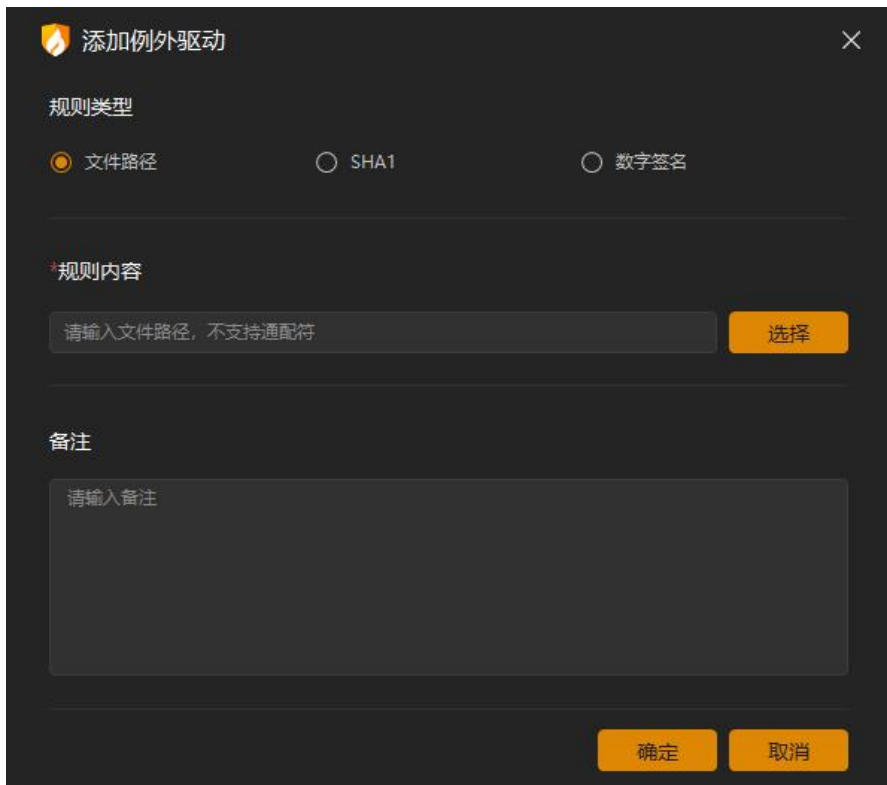 添加例外驱动
规则类型
文件路径 SHA1 数字签名
*规则内容
请输入文件路径，不支持通配符 选择
备注
请输入备注
确定 取消